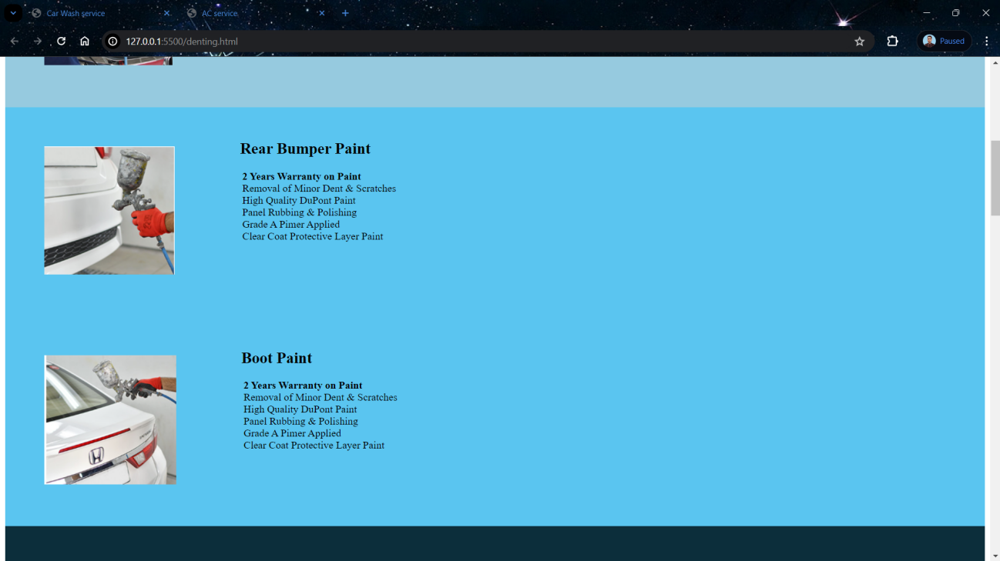 Car Wash service
AC service
127.0.0.1:5500/denting.html
Paused
Rear Bumper Paint
2 Years Warranty on Paint
Removal of Minor Dent & Scratches
High Quality DuPont Paint
Panel Rubbing & Polishing
Grade A Pimer Applied
Clear Coat Protective Layer Paint
Boot Paint
2 Years Warranty on Paint
Removal of Minor Dent & Scratches
High Quality DuPont Paint
Panel Rubbing & Polishing
Grade A Pimer Applied
Clear Coat Protective Layer Paint